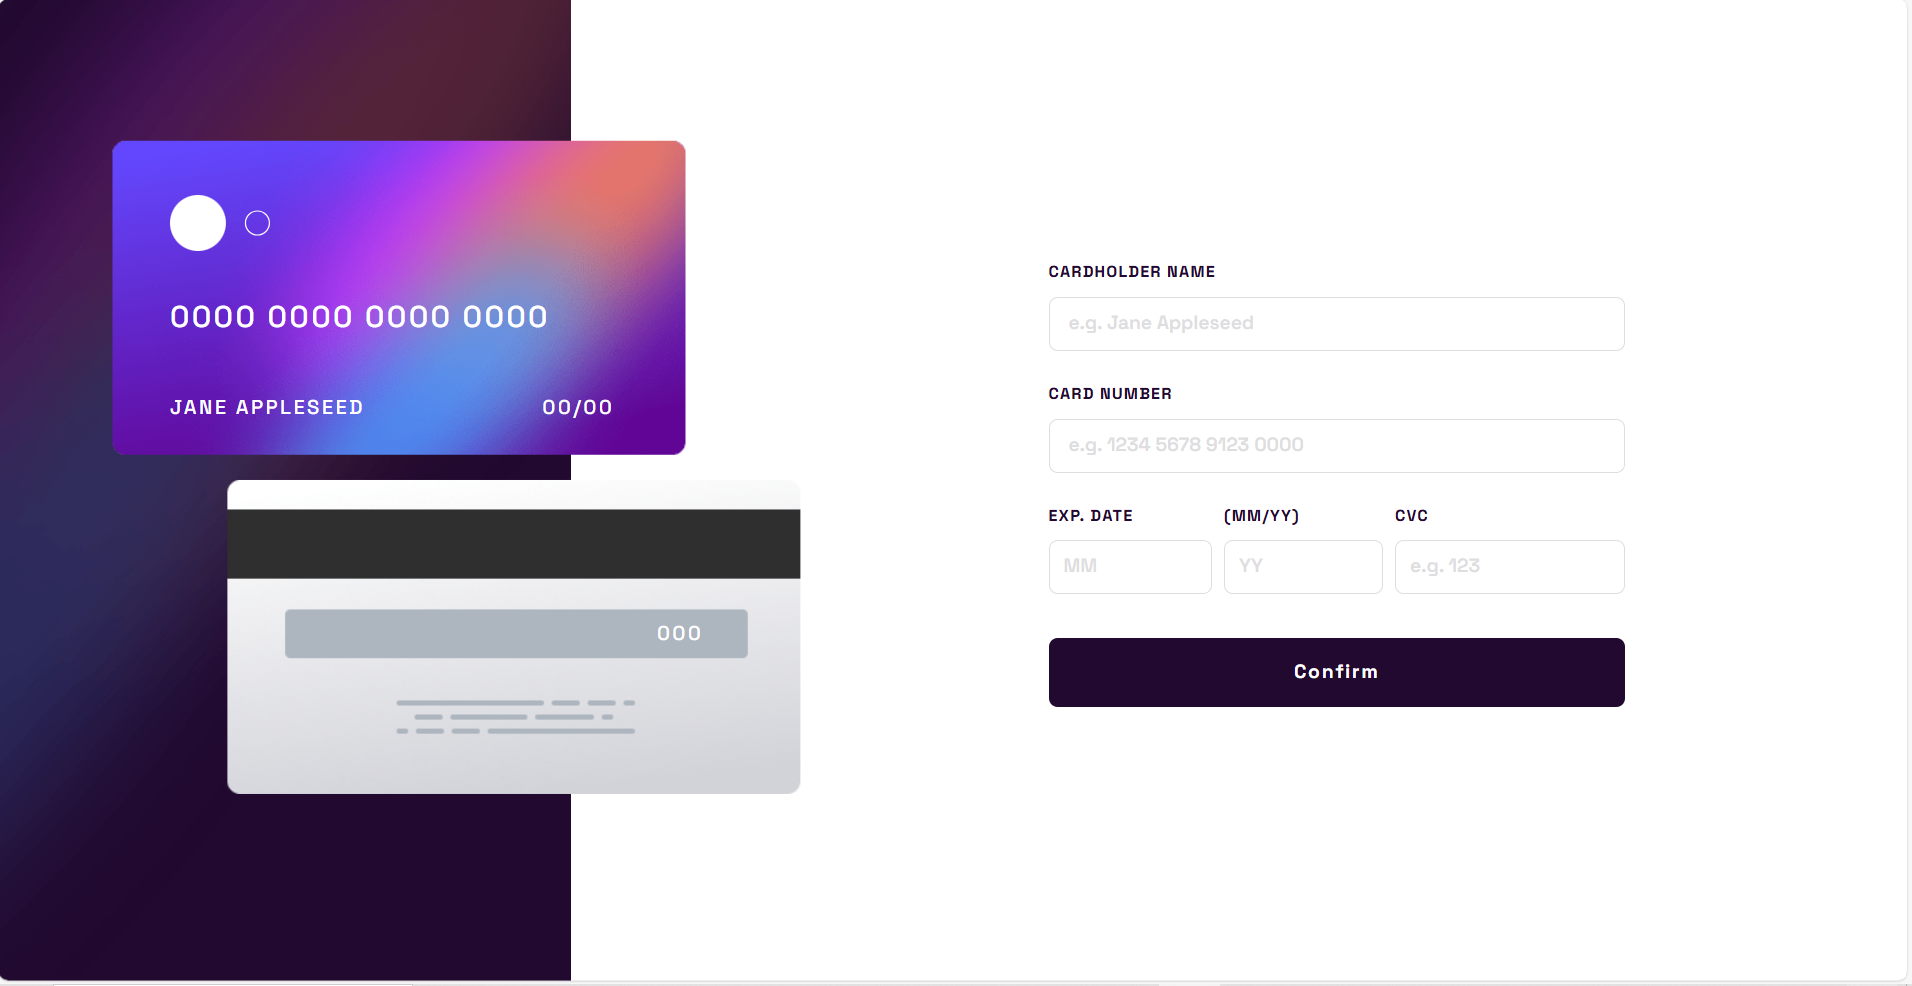 0000 0000 0000 0000
JANE APPLESEED 00/00
000
CARDHOLDER NAME
e.g. Jane Appleseed
CARD NUMBER
e.g. 1234 5678 9123 0000
EXP. DATE (MM/YY) CVC
MM YY e.g. 123
Confirm